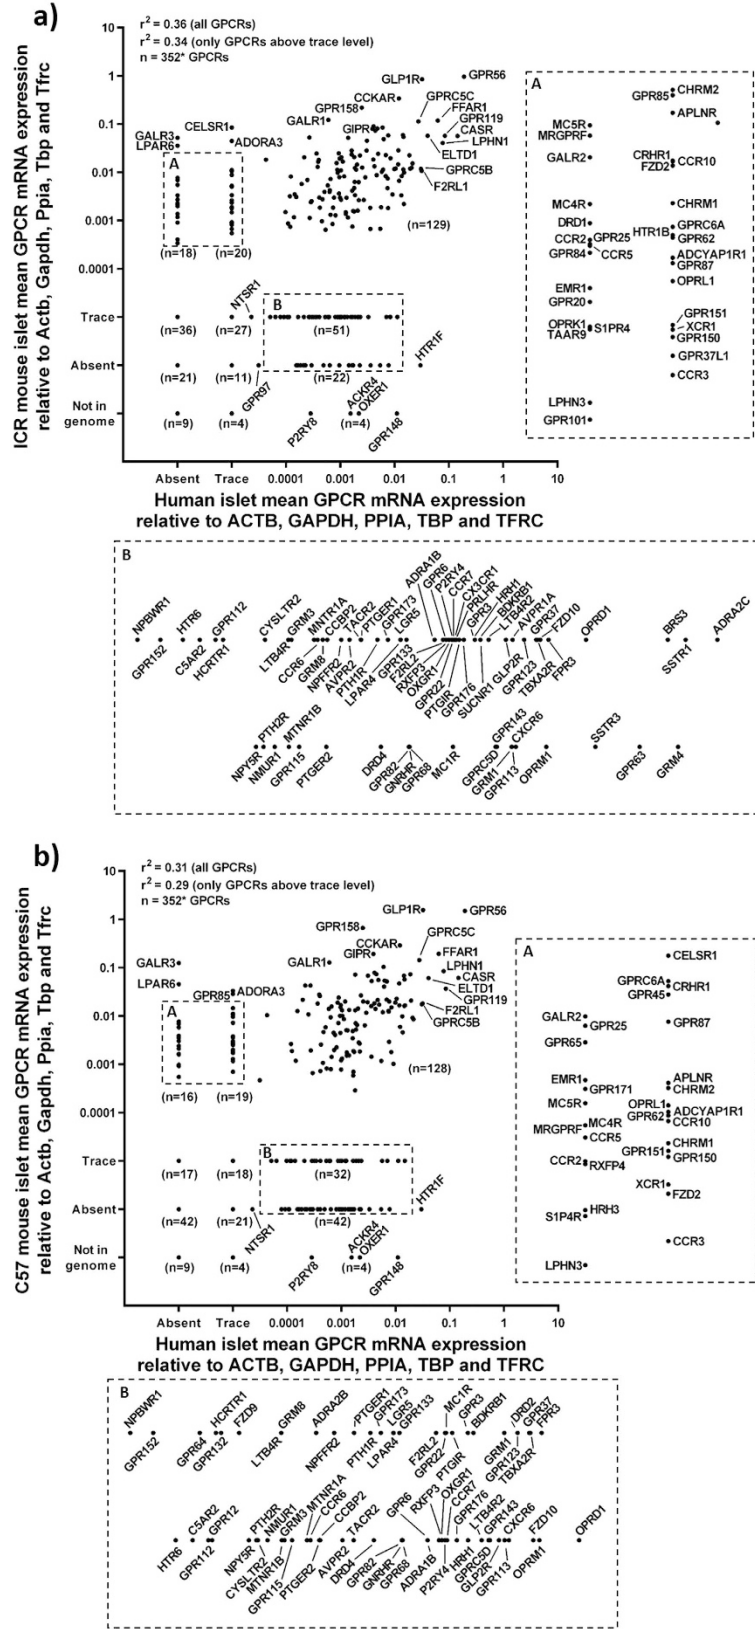 a)
r² = 0.36 (all GPCRs)
r² = 0.34 (only GPCRs above trace level)
n = 352* GPCRs
ICR mouse islet mean GPCR mRNA expression
relative to Actb, Gapdh, Ppia, Tbp and Tfrc
10
1
0.1
0.01
0.001
0.0001
Trace
Absent
Not in
genome
GLP1R
GPR56
CCKAR
GPRC5C
GPR158
FFAR1
GALR1
GPR119
GIPR
CASR
LPHN1
ELTD1
GPRC5B
F2RL1
GALR3
CELSR1
LPAR6
ADORA3
A
(n=129)
(n=18)
(n=20)
NTSR1
B
(n=36)
(n=27)
(n=51)
HTR1F
(n=21)
(n=11)
(n=22)
GPR97
ACKR4
OXER1
(n=9)
(n=4)
P2RY8
(n=4)
GPR148
Absent
Trace
0.0001
0.001
0.01
0.1
1
10
Human islet mean GPCR mRNA expression
relative to ACTB, GAPDH, PPIA, TBP and TFRC
A
CHRM2
GPR85
APLNR
MC5R
MRGPRF
GALR2
CRHR1
FZD2
CCR10
MC4R
CHRM1
DRD1
GPRC6A
CCR2
GPR25
HTR1B
GPR62
GPR84
CCR5
ADCYAP1R1
GPR87
OPRL1
EMR1
GPR20
GPR151
OPRK1
S1PR4
XCR1
TAAR9
GPR150
GPR37L1
CCR3
LPHN3
GPR101
B
NPBWR1
GPR152
HTR6
C5AR2
GPR112
HCRTR1
CYSLTR2
LTB4R
GRM3
CCR6
MNTR1A
GRM8
CCBP2
NPFFR2
TACR2
AVPR2
PTGER1
PTH1R
GPR173
LPAR4
LGR5
GPR133
ADRA1B
F2RL2
GPR6
RXFP3
P2RY4
OXGR1
CCR7
GPR22
CX3CR1
PTGIR
PRLHR
GPR3
GPR176
HRH1
BDKRB1
SUCNR1
LTB4R2
GLP2R
AVPR1A
GPR123
GPR37
TBXA2R
FZD10
FPR3
OPRD1
BRS3
SSTR1
ADRA2C
NPY5R
PTH2R
NMUR1
MTNR1B
GPR115
PTGER2
DRD4
GPR82
GNRHR
GPR68
MC1R
GPRC5D
GPR143
GRM1
CXCR6
GPR113
OPRM1
SSTR3
GPR63
GRM4
b)
r² = 0.31 (all GPCRs)
r² = 0.29 (only GPCRs above trace level)
n = 352* GPCRs
C57 mouse islet mean GPCR mRNA expression
relative to Actb, Gapdh, Ppia, Tbp and Tfrc
10
1
0.1
0.01
0.001
0.0001
Trace
Absent
Not in
genome
GLP1R
GPR56
GPR158
GPRC5C
CCKAR
FFAR1
GIPR
GALR1
LPHN1
CASR
ELTD1
GPR119
F2RL1
GPRC5B
GALR3
LPAR6
GPR85
ADORA3
A
(n=128)
(n=16)
(n=19)
B
(n=17)
(n=18)
(n=32)
HTR1F
(n=42)
(n=21)
(n=42)
NTSR1
ACKR4
OXER1
(n=9)
(n=4)
P2RY8
(n=4)
GPR148
Absent
Trace
0.0001
0.001
0.01
0.1
1
10
Human islet mean GPCR mRNA expression
relative to ACTB, GAPDH, PPIA, TBP and TFRC
A
CELSR1
GPRC6A
CRHR1
GPR45
GALR2
GPR25
GPR87
GPR65
EMR1
APLNR
GPR171
CHRM2
MC5R
OPRL1
ADCYAP1R1
GPR62
CCR10
MRGPRF
MC4R
CCR5
CHRM1
GPR151
GPR150
CCR2
RXFP4
XCR1
FZD2
HRH3
S1P4R
CCR3
LPHN3
B
NPBWR1
GPR152
GPR64
HCRTR1
GPR132
FZD9
LTB4R
GRM8
ADRA2B
NPFFR2
PTGER1
PTH1R
GPR173
LGR5
LPAR4
GPR133
F2RL2
MC1R
GPR22
GPR3
PTGIR
BDKRB1
GRM1
DRD2
GPR123
GPR37
TBXA2R
FPR3
HTR6
C5AR2
GPR112
GPR12
NPY5R
PTH2R
CYSLTR2
NMUR1
MTNR1B
GRM3
GPR115
MTNR1A
CCR6
PTGER2
CCBP2
AVPR2
TACR2
DRD4
GPR82
GNRHR
GPR68
GPR6
ADRA1B
RXFP3
OXGR1
CCR7
P2RY4
GPR176
HRH1
LTB4R2
GPRC5D
GPR143
GLP2R
CXCR6
GPR113
FZD10
OPRM1
OPRD1